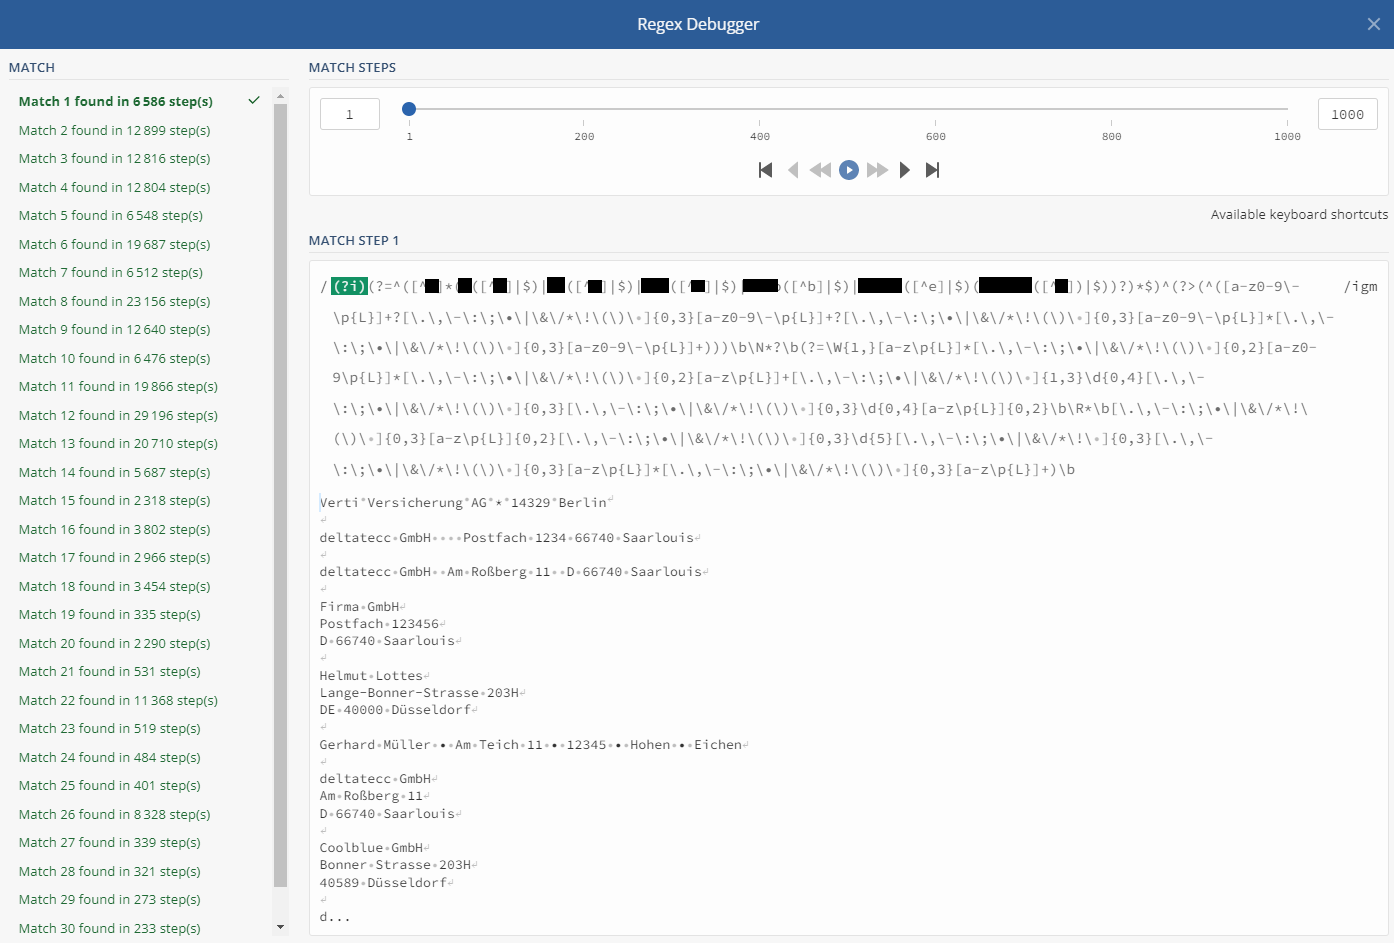 Regex Debugger
MATCH
Match 1 found in 6 586 step(s)
Match 2 found in 12 899 step(s)
Match 3 found in 12 816 step(s)
Match 4 found in 12 804 step(s)
Match 5 found in 6 548 step(s)
Match 6 found in 19 687 step(s)
Match 7 found in 6 512 step(s)
Match 8 found in 23 156 step(s)
Match 9 found in 12 640 step(s)
Match 10 found in 6 476 step(s)
Match 11 found in 19 866 step(s)
Match 12 found in 29 196 step(s)
Match 13 found in 20 710 step(s)
Match 14 found in 5 687 step(s)
Match 15 found in 2 318 step(s)
Match 16 found in 3 802 step(s)
Match 17 found in 2 966 step(s)
Match 18 found in 3 454 step(s)
Match 19 found in 335 step(s)
Match 20 found in 2 290 step(s)
Match 21 found in 531 step(s)
Match 22 found in 11 368 step(s)
Match 23 found in 519 step(s)
Match 24 found in 484 step(s)
Match 25 found in 401 step(s)
Match 26 found in 8 328 step(s)
Match 27 found in 339 step(s)
Match 28 found in 321 step(s)
Match 29 found in 273 step(s)
Match 30 found in 233 step(s)
MATCH STEPS
1
1000
1 200 400 600 800 1000
Available keyboard shortcuts
MATCH STEP 1
/(?i)(?=^([^ ]*( ([^ ]|$)| ([^ ]|$)| ([^ ]|$)| ([^b]|$)| ([^e]|$)( ([^ ])|$))?)*$)^(?>(^([a-z0-9\- /igm
\p{L}]+?[\.\,\-\:\;\•\|\&\/*\!\(\)\•]{0,3}[a-z0-9\-\p{L}]+?[\.\,\-\:\;\•\|\&\/*\!\(\)\•]{0,3}[a-z0-9\-\p{L}]*[\.\,\-
\:\;\•\|\&\/*\!\(\)\•]{0,3}[a-z0-9\-\p{L}]+)))\b\N*?\b(?=\W{1,}[a-z\p{L}]*[\.\,\-\:\;\•\|\&\/*\!\(\)\•]{0,2}[a-z0-
9\p{L}]*[\.\,\-\:\;\•\|\&\/*\!\(\)\•]{0,2}[a-z\p{L}]+[\.\,\-\:\;\•\|\&\/*\!\(\)\•]{1,3}\d{0,4}[\.\,\-
\:\;\•\|\&\/*\!\(\)\•]{0,3}[\.\,\-\:\;\•\|\&\/*\!\(\)\•]{0,3}\d{0,4}[a-z\p{L}]{0,2}\b\R*\b[\.\,\-\:\;\•\|\&\/*\!\
(\)\•]{0,3}[a-z\p{L}]{0,2}[\.\,\-\:\;\•\|\&\/*\!\(\)\•]{0,3}\d{5}[\.\,\-\:\;\•\|\&\/*\!\•]{0,3}[\.\,\-
\:\;\•\|\&\/*\!\(\)\•]{0,3}[a-z\p{L}]*[\.\,\-\:\;\•\|\&\/*\!\(\)\•]{0,3}[a-z\p{L}]+)\b
Verti°Versicherung°AG°*°14329°Berlin↵
↵
deltatecc•GmbH••••Postfach•1234•66740•Saarlouis↵
↵
deltatecc•GmbH••Am•Roßberg•11••D•66740•Saarlouis↵
↵
Firma•GmbH↵
Postfach•123456↵
D•66740•Saarlouis↵
↵
Helmut•Lottes↵
Lange-Bonner-Strasse•203H↵
DE•40000•Düsseldorf↵
↵
Gerhard•Müller•••Am•Teich•11•••12345•••Hohen•••Eichen↵
↵
deltatecc•GmbH↵
Am•Roßberg•11↵
D•66740•Saarlouis↵
↵
Coolblue•GmbH↵
Bonner•Strasse•203H↵
40589•Düsseldorf↵
↵
d...